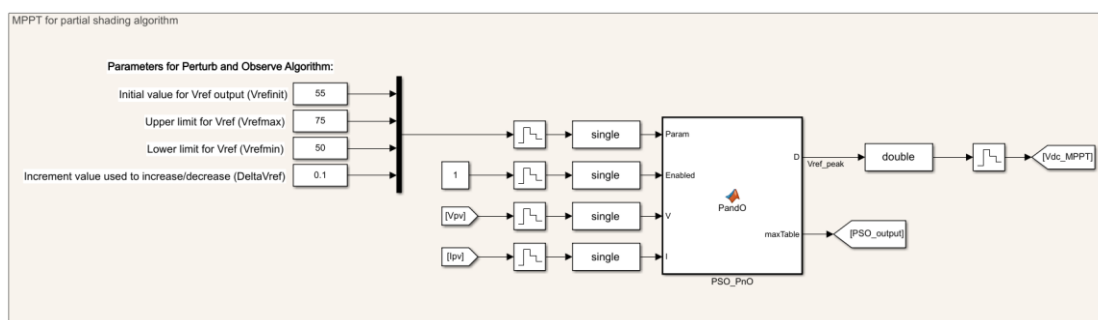 MPPT for partial shading algorithm
Parameters for Perturb and Observe Algorithm:
Initial value for Vref output (Vrefinit)
55
Upper limit for Vref (Vrefmax)
75
Lower limit for Vref (Vrefmin)
50
Increment value used to increase/decrease (DeltaVref)
0.1
single
Param
1
single
Enabled
[Vpv]
single
V
[Ipv]
single
I
PandO
D
maxTable
PSO_PnO
Vref_peak
double
[Vdc_MPPT]
[PSO_output]